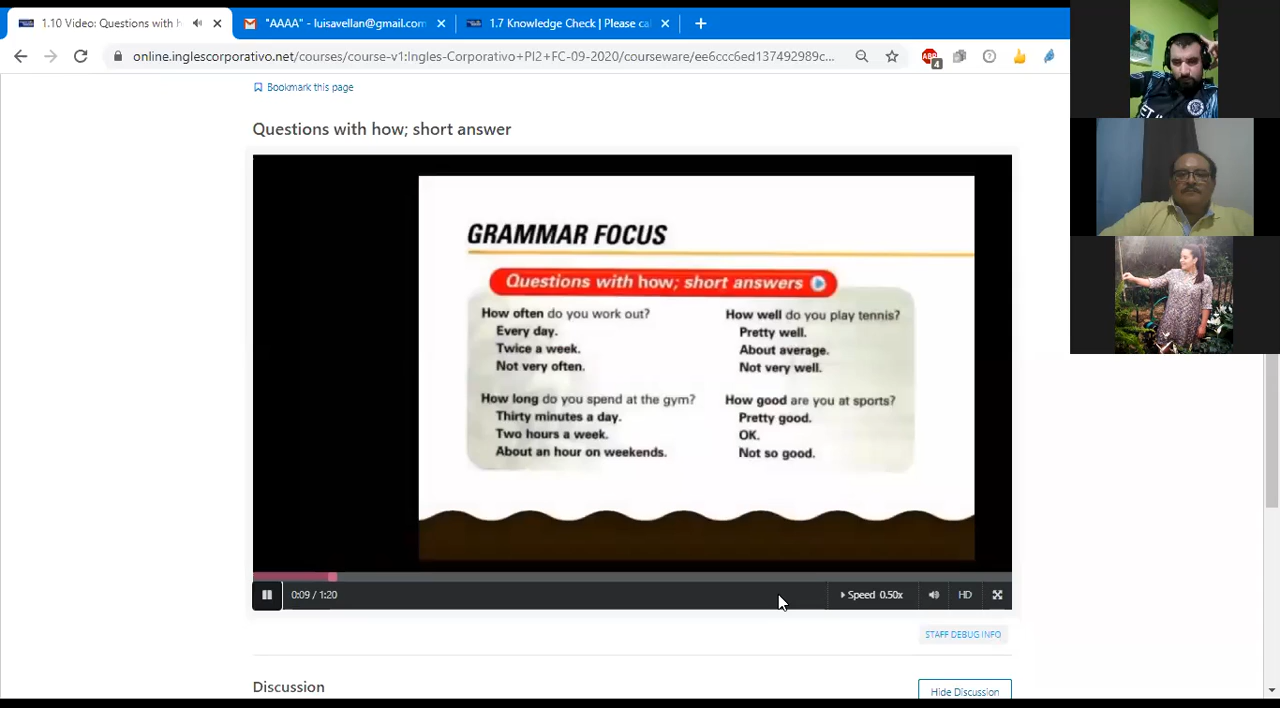 1.10 Video: Questions with h
"AAAA" - luisavellan@gmail.com
1.7 Knowledge Check | Please ca
online.inglescorporativo.net/courses/course-v1:Ingles-Corporativo+PI2+FC-09-2020/courseware/ee6ccc6ed137492989c...
4
Bookmark this page
Questions with how; short answer
GRAMMAR FOCUS
Questions with how; short answers
How often do you work out?
Every day.
Twice a week.
Not very often.
How long do you spend at the gym?
Thirty minutes a day.
Two hours a week.
About an hour on weekends.
How well do you play tennis?
Pretty well.
About average.
Not very well.
How good are you at sports?
Pretty good.
OK.
Not so good.
0:09 / 1:20
Speed 0.50x
HD
STAFF DEBUG INFO
Discussion
Hide Discussion